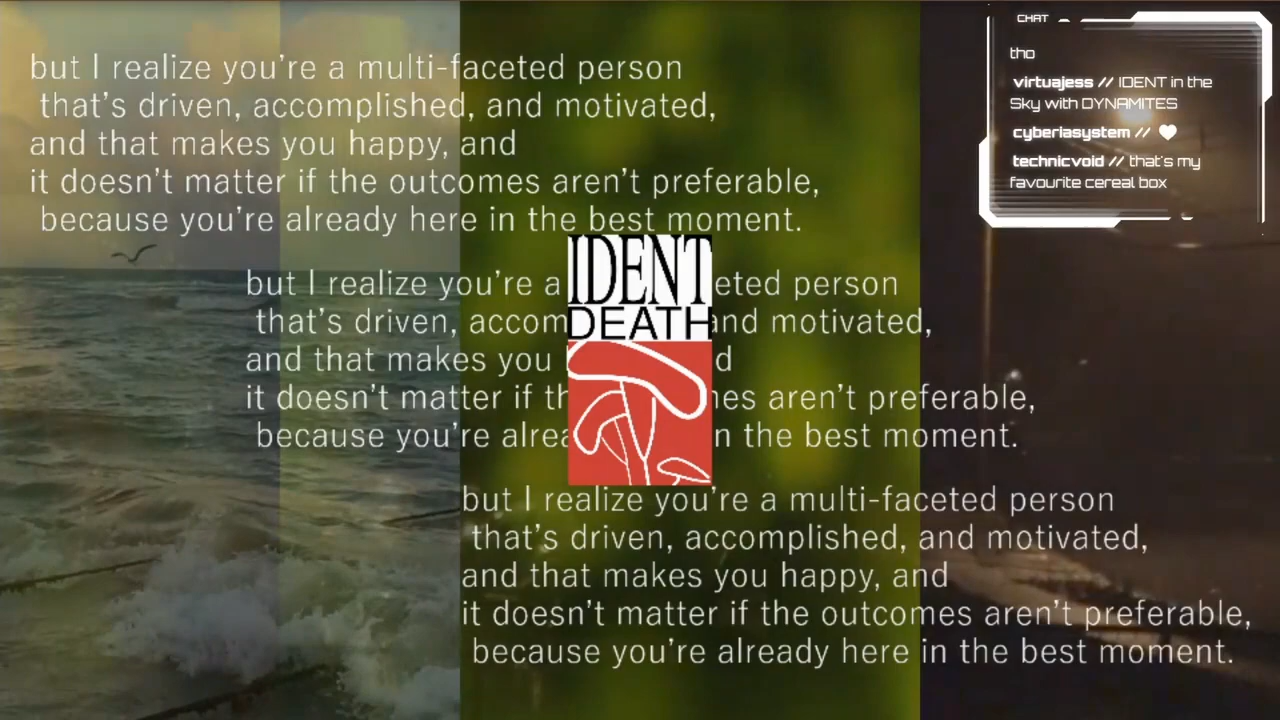 but I realize you're a multi-faceted person
that's driven, accomplished, and motivated,
and that makes you happy, and
it doesn't matter if the outcomes aren't preferable,
because you're already here in the best moment.
CHAT
tho
virtuajess // IDENT in the
Sky with DYNAMITES
cyberiasystem // ♥
technicvoid // that's my
favourite cereal box
IDENT
DEATH
but I realize you're a eted person
that's driven, accom and motivated,
and that makes you d
it doesn't matter if th nes aren't preferable,
because you're alrea n the best moment.
but I realize you're a multi-faceted person
that's driven, accomplished, and motivated,
and that makes you happy, and
it doesn't matter if the outcomes aren't preferable,
because you're already here in the best moment.